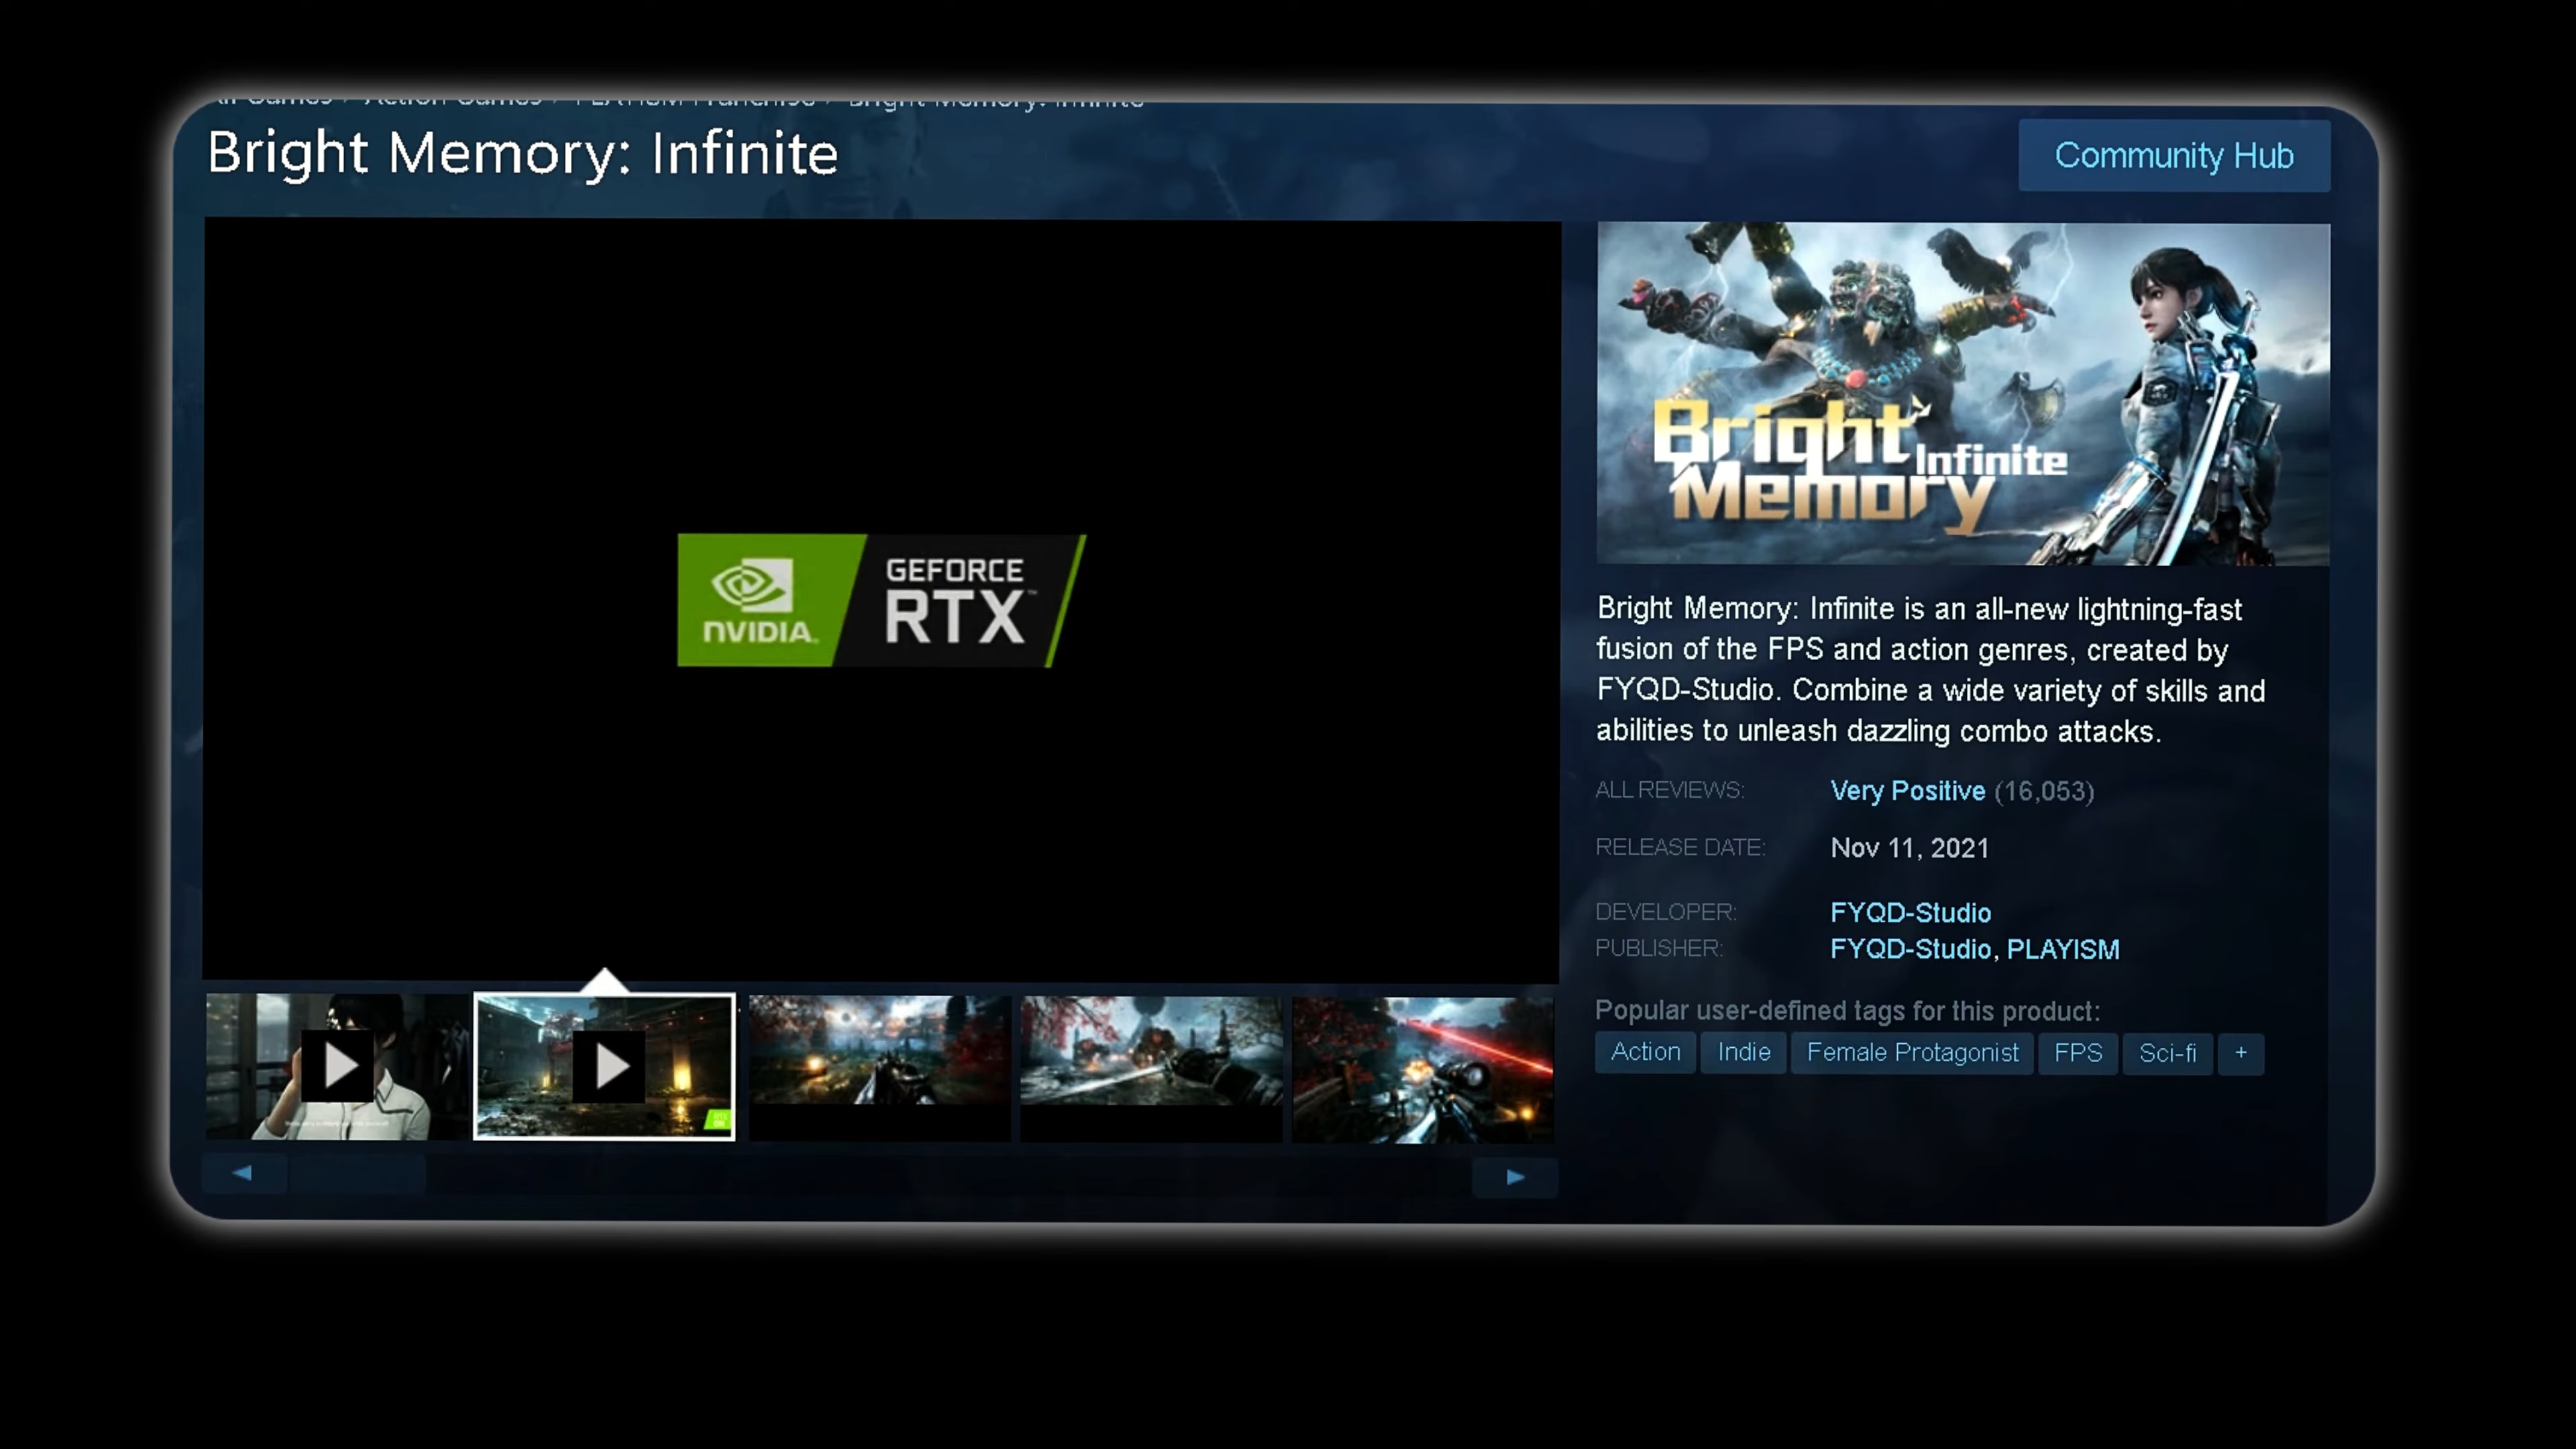 Bright Memory: Infinite
Community Hub
NVIDIA.
GEFORCE
RTX™
Bright
Infinite
Memory
Bright Memory: Infinite is an all-new lightning-fast
fusion of the FPS and action genres, created by
FYQD-Studio. Combine a wide variety of skills and
abilities to unleash dazzling combo attacks.
ALL REVIEWS: Very Positive (16,053)
RELEASE DATE: Nov 11, 2021
DEVELOPER: FYQD-Studio
PUBLISHER: FYQD-Studio, PLAYISM
Popular user-defined tags for this product:
Action Indie Female Protagonist FPS Sci-fi +
RTX
ON